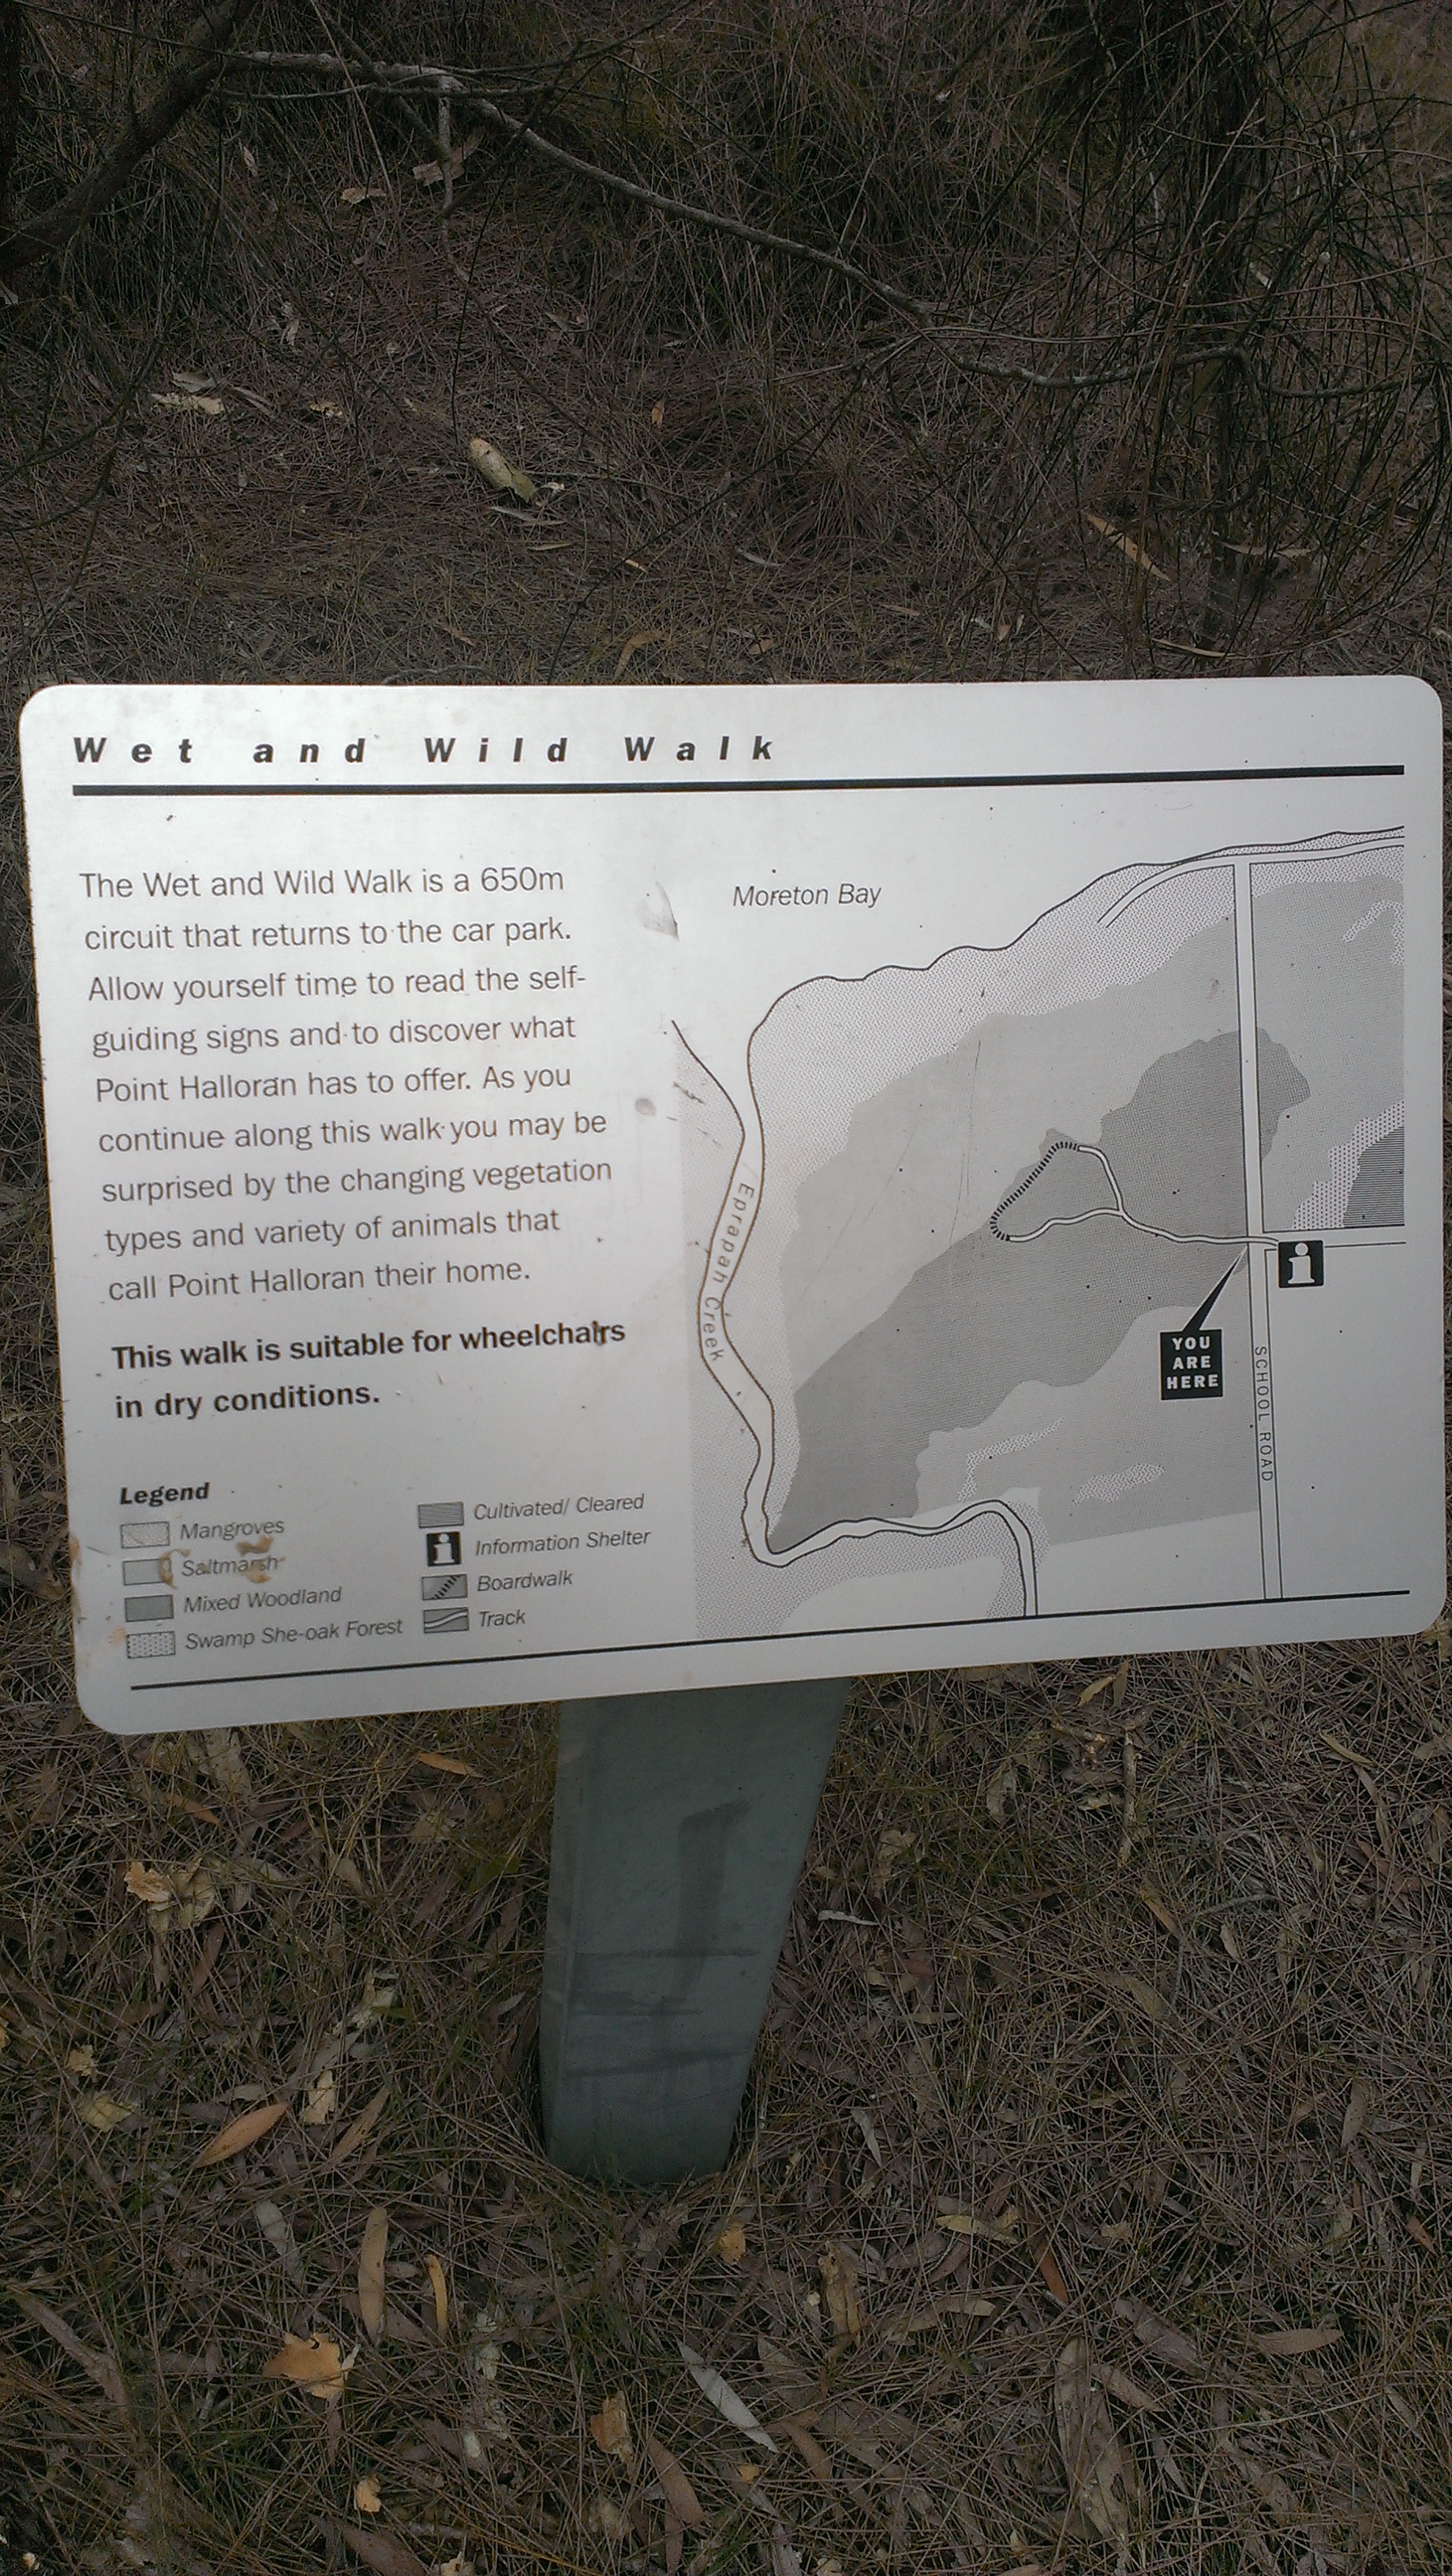 Wet and Wild Walk
The Wet and Wild Walk is a 650m
circuit that returns to the car park.
Allow yourself time to read the self-
guiding signs and to discover what
Point Halloran has to offer. As you
continue along this walk you may be
surprised by the changing vegetation
types and variety of animals that
call Point Halloran their home.
This walk is suitable for wheelchairs
in dry conditions.
Legend
Mangroves
Saltmarsh
Mixed Woodland
Swamp She-oak Forest
Cultivated/ Cleared
i
Information Shelter
Boardwalk
Track
Moreton Bay
Eprapah Creek
i
YOU
ARE
HERE
SCHOOL ROAD